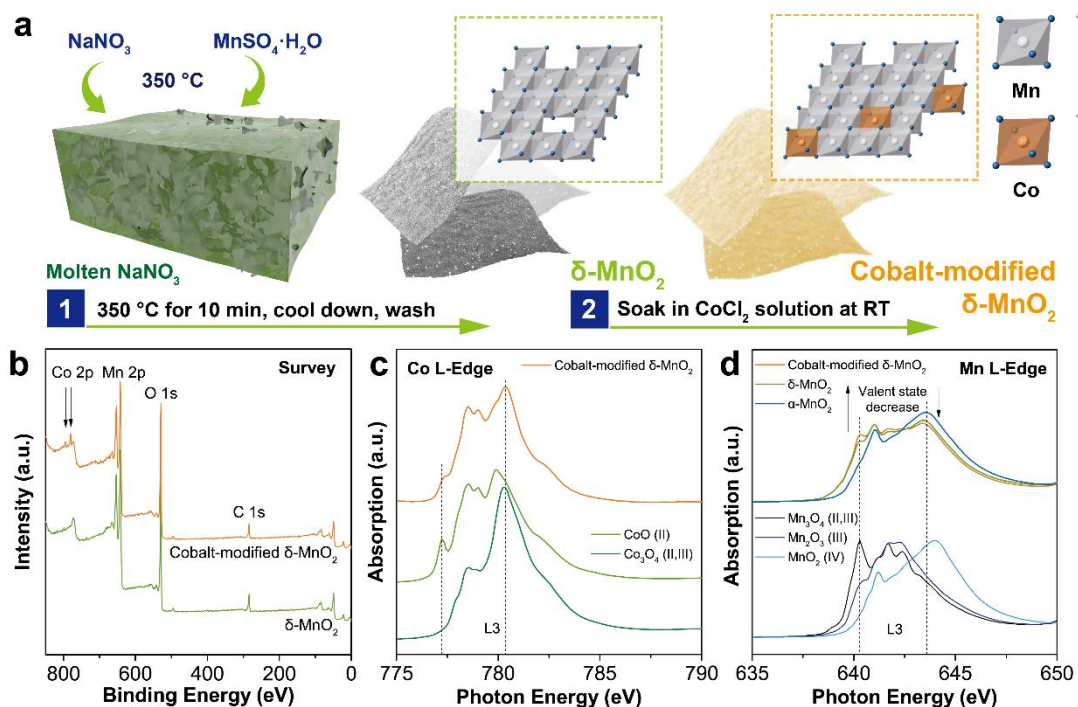 a
NaNO₃
MnSO₄·H₂O
350 °C
Molten NaNO₃
δ-MnO₂
Cobalt-modified
δ-MnO₂
Mn
Co
1
350 °C for 10 min, cool down, wash
2
Soak in CoCl₂ solution at RT
b
Survey
Co 2p
Mn 2p
O 1s
C 1s
Cobalt-modified δ-MnO₂
δ-MnO₂
Intensity (a.u.)
800 600 400 200 0
Binding Energy (eV)
c
Co L-Edge
Cobalt-modified δ-MnO₂
CoO (II)
Co₃O₄ (II,III)
L3
Absorption (a.u.)
775 780 785 790
Photon Energy (eV)
d
Cobalt-modified δ-MnO₂
δ-MnO₂
α-MnO₂
Mn L-Edge
Valent state
decrease
Mn₃O₄ (II,III)
Mn₂O₃ (III)
MnO₂ (IV)
L3
Absorption (a.u.)
635 640 645 650
Photon Energy (eV)